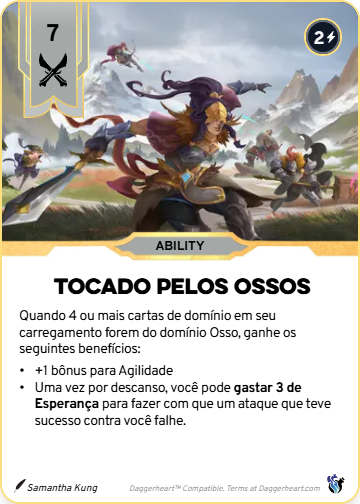 7
2
ABILITY
TOCADO PELOS OSSOS
Quando 4 ou mais cartas de domínio em seu
carregamento forem do domínio Osso, ganhe os
seguintes benefícios:
• +1 bônus para Agilidade
• Uma vez por descanso, você pode gastar 3 de
Esperança para fazer com que um ataque que teve
sucesso contra você falhe.
Samantha Kung
Daggerheart™ Compatible. Terms at Daggerheart.com